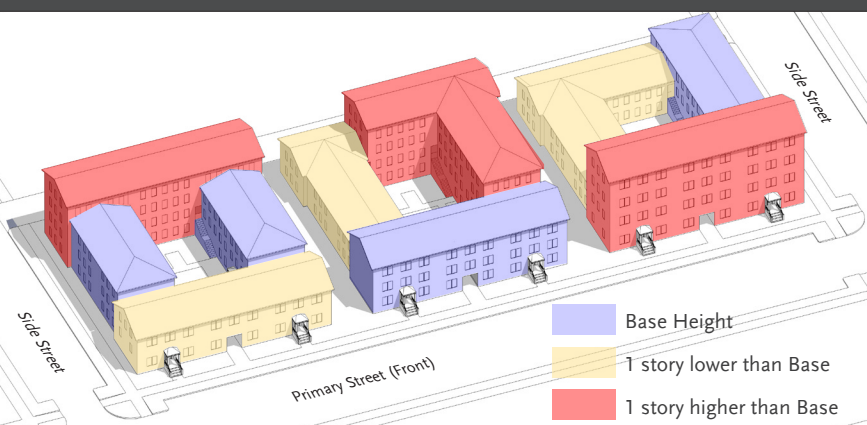 Side Street
Side Street
Primary Street (Front)
Base Height
1 story lower than Base
1 story higher than Base